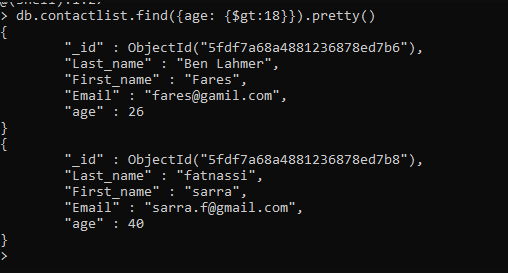 > db.contactlist.find({age: {$gt:18}}).pretty()
{
        "_id" : ObjectId("5fdf7a68a4881236878ed7b6"),
        "Last_name" : "Ben Lahmer",
        "First_name" : "Fares",
        "Email" : "fares@gamil.com",
        "age" : 26
}
{
        "_id" : ObjectId("5fdf7a68a4881236878ed7b8"),
        "Last_name" : "fatnassi",
        "First_name" : "sarra",
        "Email" : "sarra.f@gmail.com",
        "age" : 40
}
>